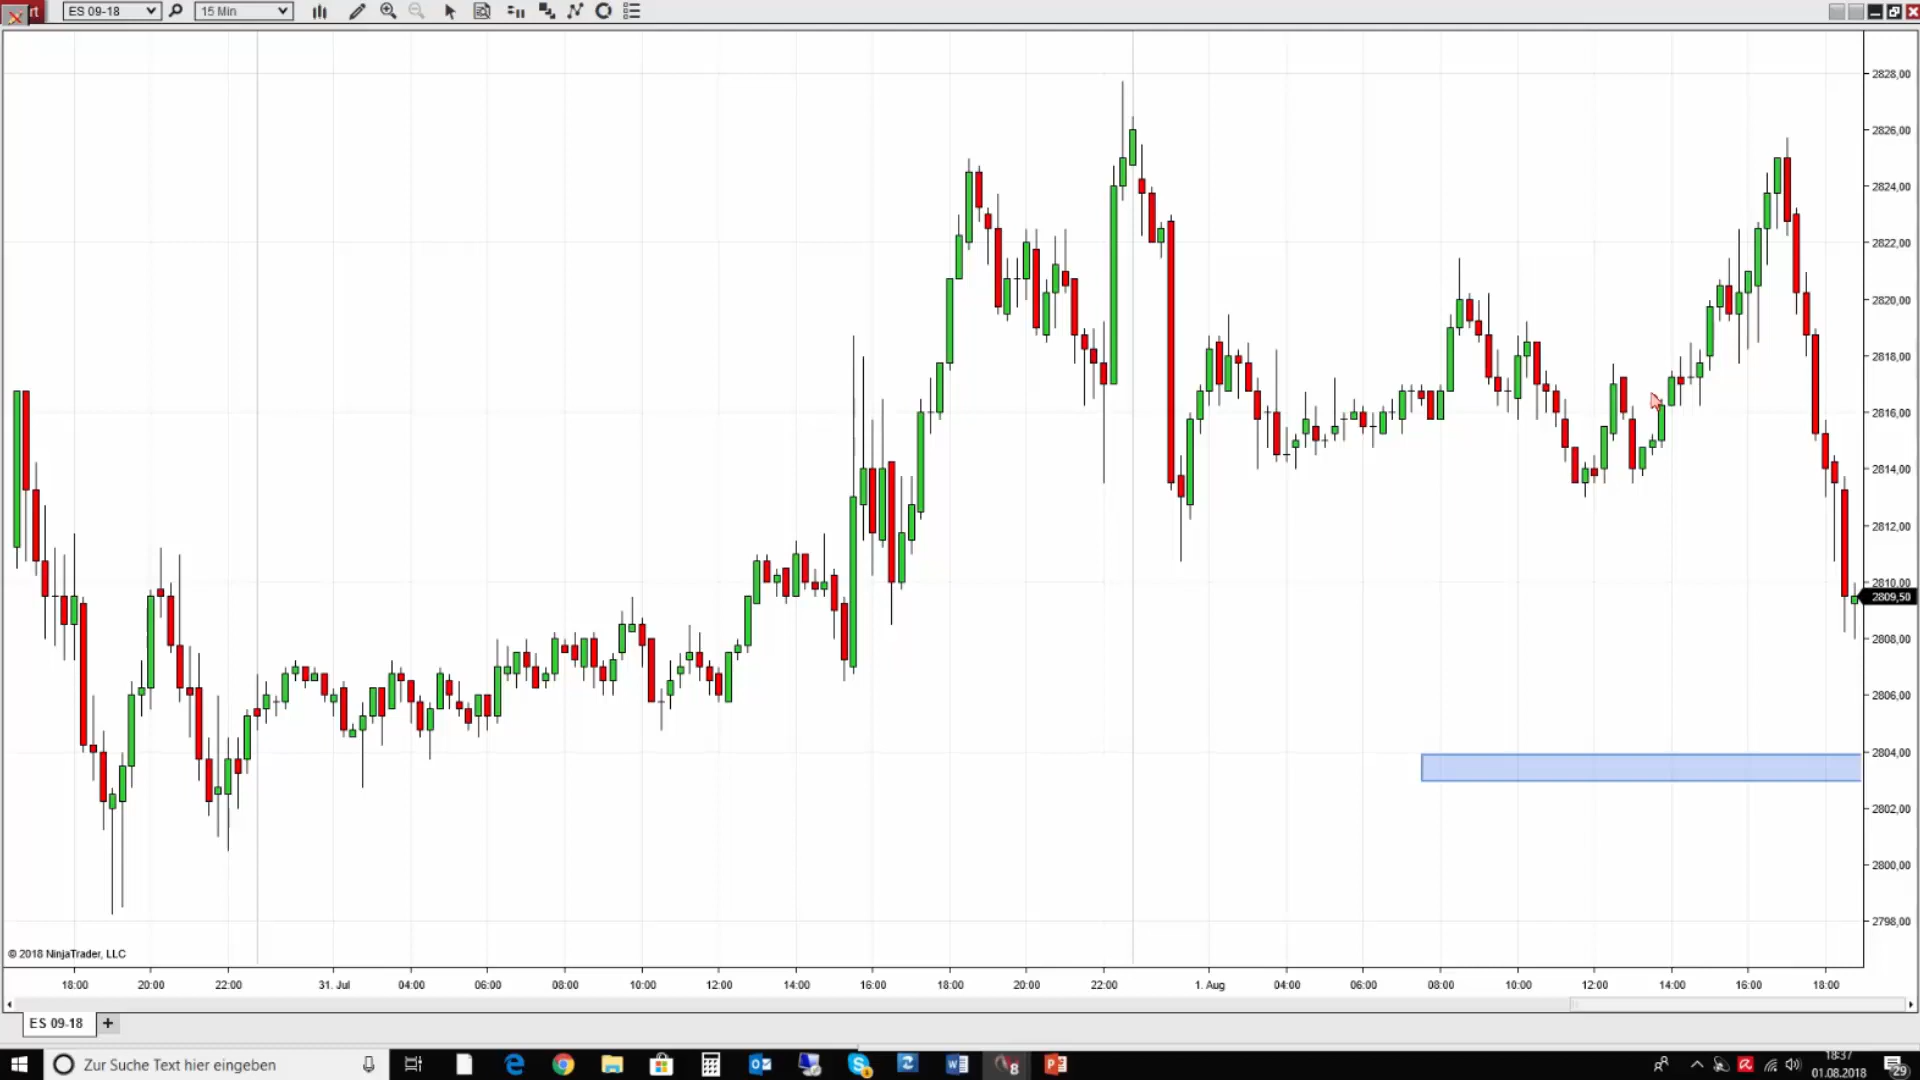 rt
ES 09-18
15 Min
2828,00
2826,00
2824,00
2822,00
2820,00
2818,00
2816,00
2814,00
2812,00
2810,00
2809,50
2808,00
2806,00
2804,00
2802,00
2800,00
2798,00
© 2018 NinjaTrader, LLC
18:00 20:00 22:00 31. Jul 04:00 06:00 08:00 10:00 12:00 14:00 16:00 18:00 20:00 22:00 1. Aug 04:00 06:00 08:00 10:00 12:00 14:00 16:00 18:00
ES 09-18 +
Zur Suche Text hier eingeben
18:37
01.08.2018
29